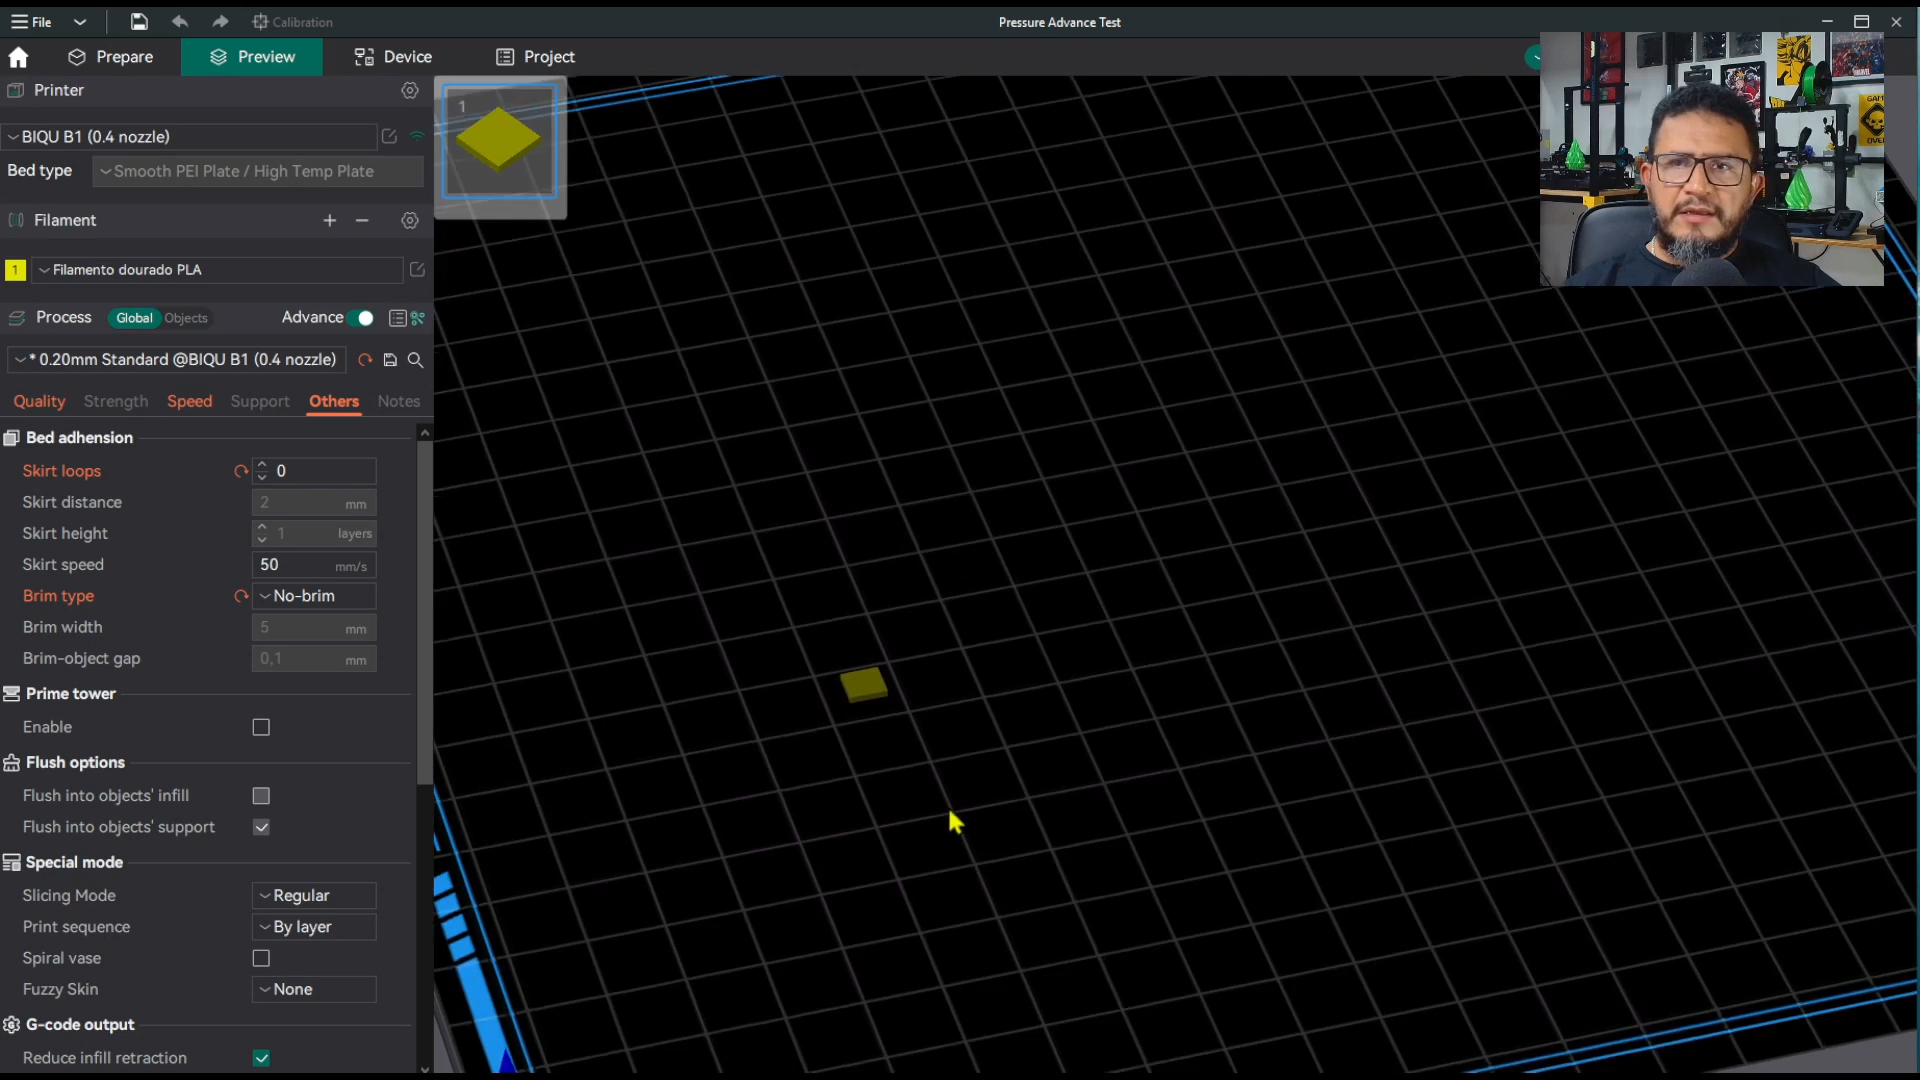 File
Calibration
Pressure Advance Test
Prepare
Preview
Device
Project
Printer
BIQU B1 (0.4 nozzle)
Bed type
Smooth PEI Plate / High Temp Plate
Filament
1 Filamento dourado PLA
Process Global Objects Advance
* 0.20mm Standard @BIQU B1 (0.4 nozzle)
Quality Strength Speed Support Others Notes
Bed adhension
Skirt loops 0
Skirt distance 2 mm
Skirt height 1 layers
Skirt speed 50 mm/s
Brim type No-brim
Brim width 5 mm
Brim-object gap 0,1 mm
Prime tower
Enable
Flush options
Flush into objects' infill
Flush into objects' support
Special mode
Slicing Mode Regular
Print sequence By layer
Spiral vase
Fuzzy Skin None
G-code output
Reduce infill retraction
1